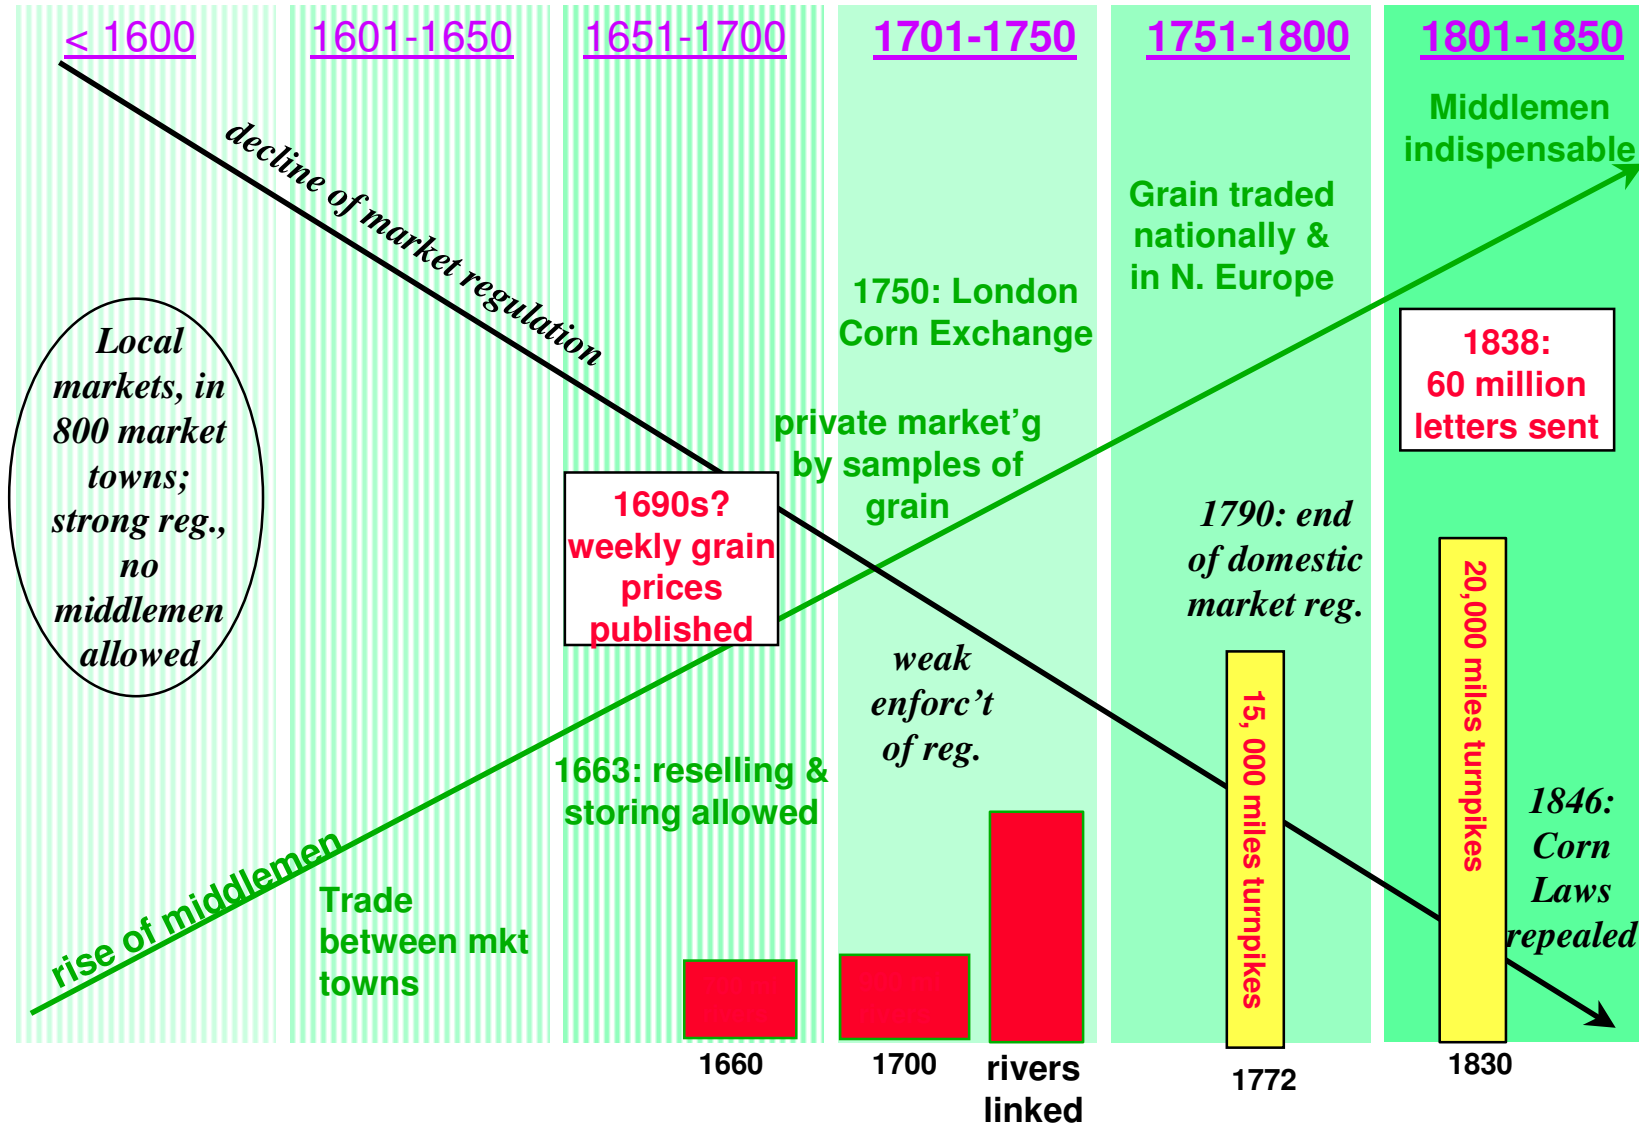 < 1600
1601-1650
1651-1700
1701-1750
1751-1800
1801-1850
decline of market regulation
Middlemen
indispensable
Grain traded
nationally &
in N. Europe
1750: London
Corn Exchange
Local
markets, in
800 market
towns;
strong reg.,
no
middlemen
allowed
1838:
60 million
letters sent
private market’g
by samples of
grain
1690s?
weekly grain
prices
published
1790: end
of domestic
market reg.
weak
enforc’t
of reg.
1663: reselling &
storing allowed
rise of middlemen
Trade
between mkt
towns
15, 000 miles turnpikes
20,000 miles turnpikes
1846:
Corn
Laws
repealed
1660
1700
rivers
linked
1772
1830